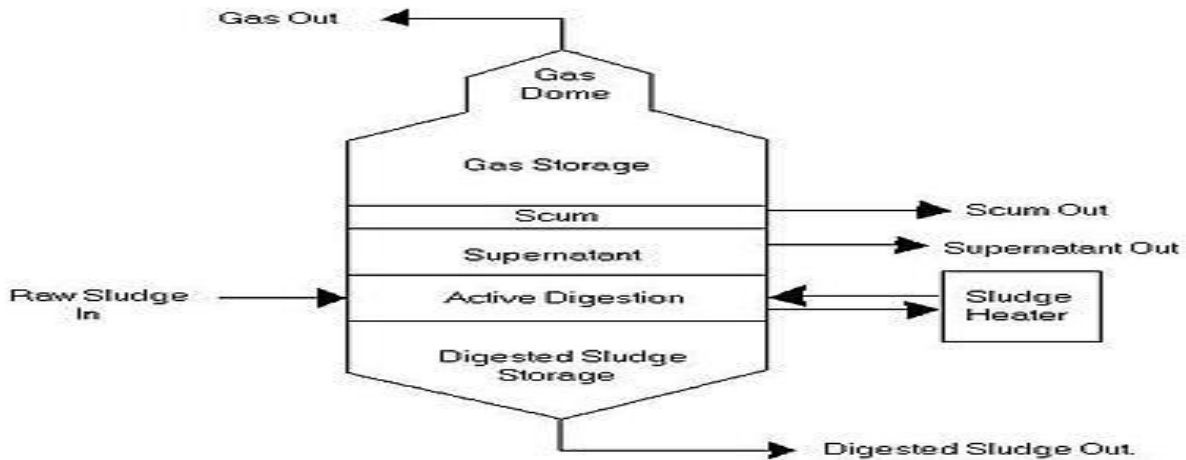 Gas Out
Gas
Dome
Gas Storage
Scum
Scum Out
Supernatant
Supernatant Out
Raw Sludge
In
Active Digestion
Sludge
Heater
Digested Sludge
Storage
Digested Sludge Out.